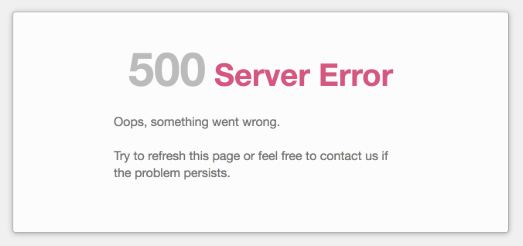 500 Server Error
Oops, something went wrong.
Try to refresh this page or feel free to contact us if
the problem persists.